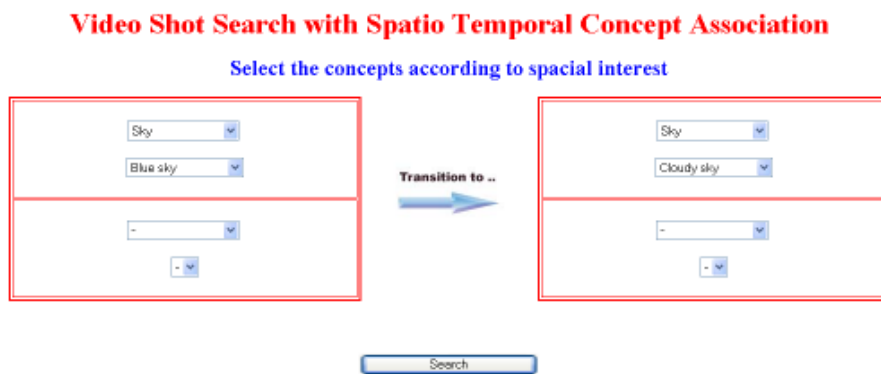 Video Shot Search with Spatio Temporal Concept Association
Select the concepts according to spacial interest
Sky
Blue sky
-
-
Transition to ..
Sky
Cloudy sky
-
-
Search